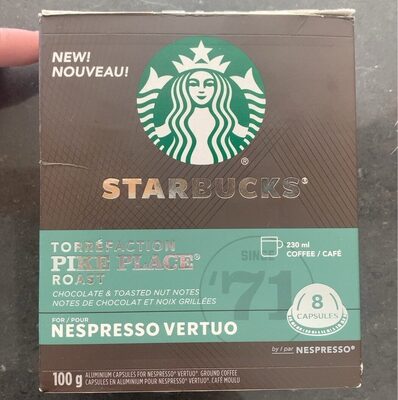 NEW!
NOUVEAU!
®
STARBUCKS®
TORRÉFACTION
PIKE PLACE®
ROAST
CHOCOLATE & TOASTED NUT NOTES
NOTES DE CHOCOLAT ET NOIX GRILLÉES
SINCE
'71
230 ml
COFFEE / CAFÉ
8
CAPSULES
FOR / POUR
NESPRESSO VERTUO
by / par NESPRESSO®
100 g
ALUMINIUM CAPSULES FOR NESPRESSO® VERTUO®. GROUND COFFEE
CAPSULES EN ALUMINIUM POUR NESPRESSO® VERTUO®. CAFÉ MOULU